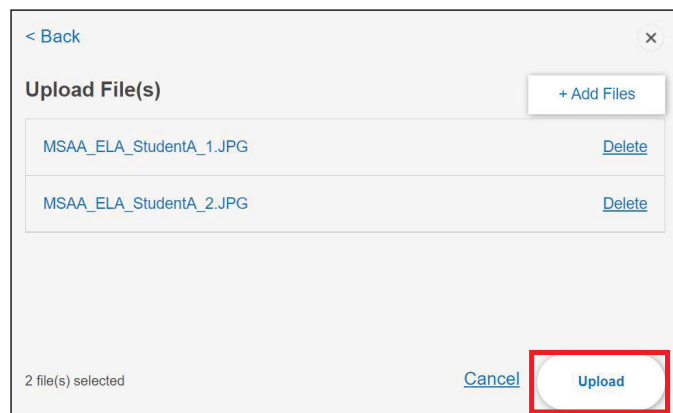 < Back
×
Upload File(s)
+ Add Files
MSAA_ELA_StudentA_1.JPG Delete
MSAA_ELA_StudentA_2.JPG Delete
2 file(s) selected Cancel Upload